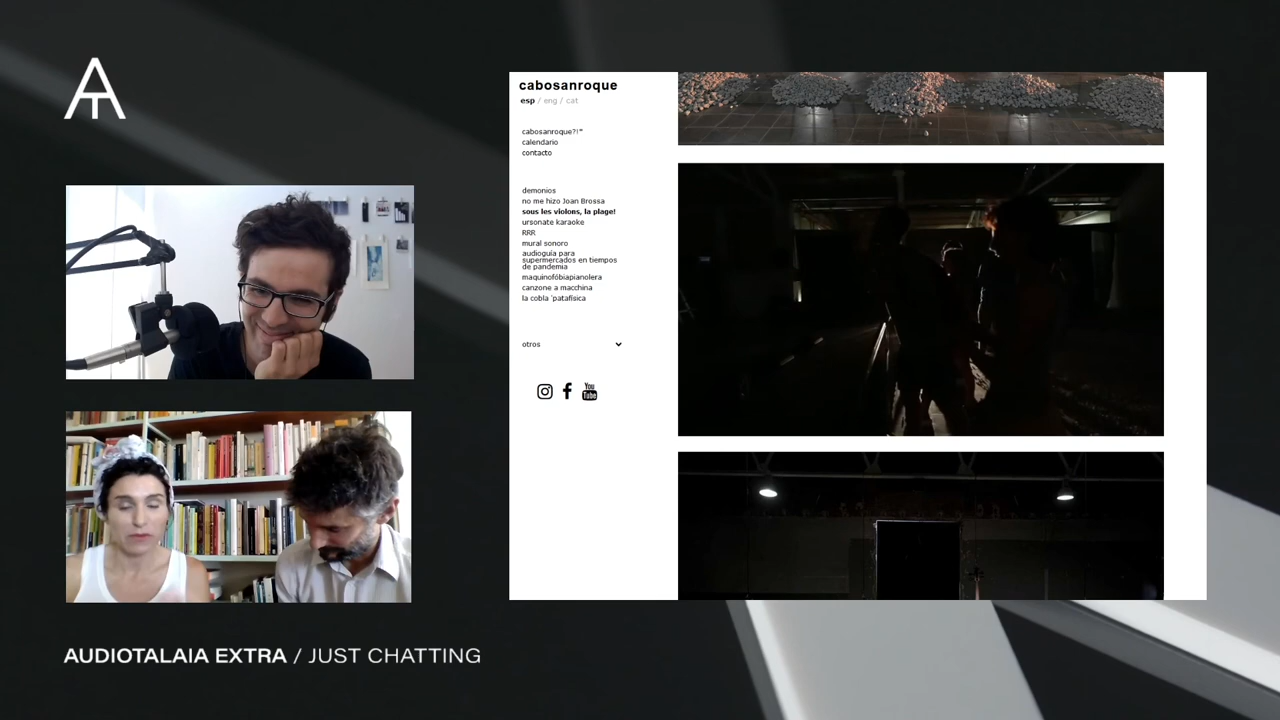 AT
cabosanroque
esp / eng / cat
cabosanroque?!*
calendario
contacto
demonios
no me hizo Joan Brossa
sous les violons, la plage!
ursonate karaoke
RRR
mural sonoro
audioguía para
supermercados en tiempos
de pandemia
maquinofòbiapianolera
canzone a macchina
la cobla 'patafísica
otros
You
Tube
AUDIOTALAIA EXTRA / JUST CHATTING